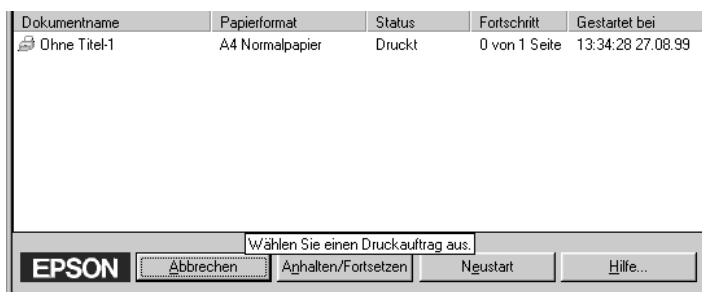 Dokumentname Papierformat Status Fortschritt Gestartet bei
Ohne Titel-1 A4 Normalpapier Druckt 0 von 1 Seite 13:34:28 27.08.99
Wählen Sie einen Druckauftrag aus.
EPSON Abbrechen Anhalten/Fortsetzen Neustart Hilfe...